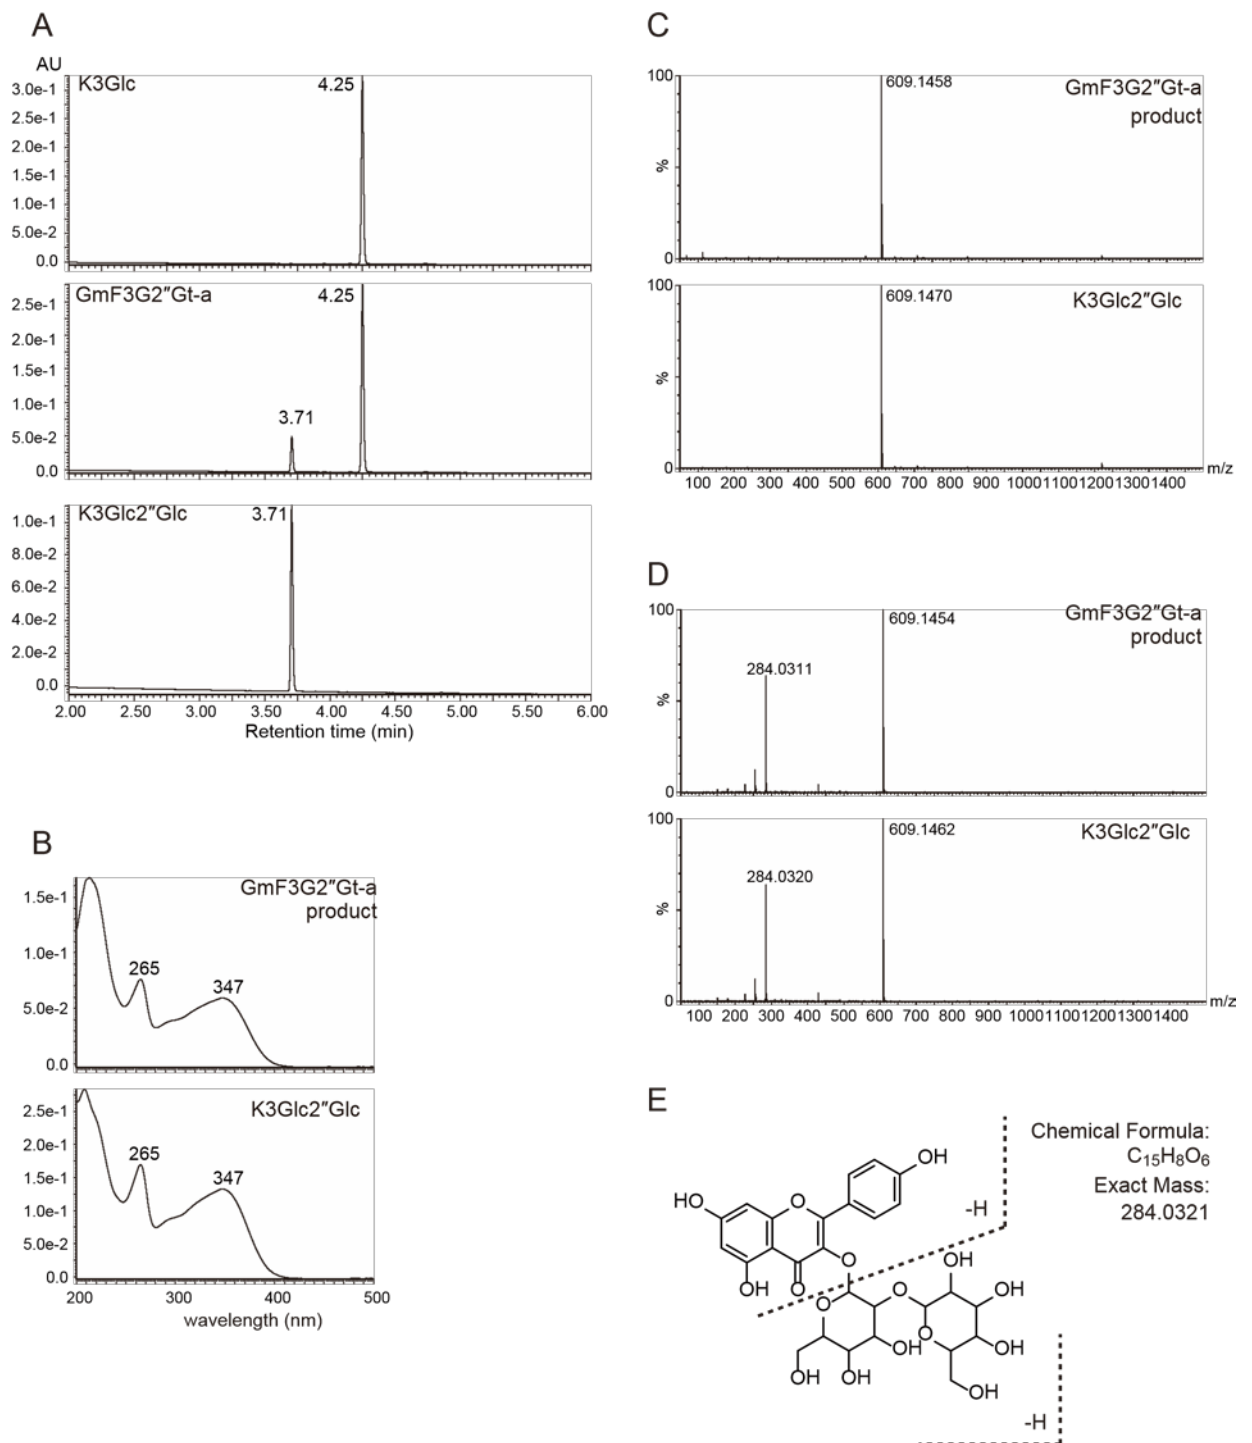 A
AU
K3Glc
4.25
3.0e-1
2.5e-1
2.0e-1
1.5e-1
1.0e-1
5.0e-2
0.0
GmF3G2″Gt-a
4.25
2.5e-1
2.0e-1
1.5e-1
1.0e-1
3.71
5.0e-2
0.0
K3Glc2″Glc
3.71
1.0e-1
8.0e-2
6.0e-2
4.0e-2
2.0e-2
0.0
2.00 2.50 3.00 3.50 4.00 4.50 5.00 5.50 6.00
Retention time (min)
B
GmF3G2″Gt-a
product
1.5e-1
1.0e-1
265
347
5.0e-2
0.0
K3Glc2″Glc
2.5e-1
2.0e-1
265
347
1.5e-1
1.0e-1
5.0e-2
0.0
200 300 400 500
wavelength (nm)
C
100
609.1458
GmF3G2″Gt-a
product
%
0
100
609.1470
K3Glc2″Glc
%
0
m/z
100 200 300 400 500 600 700 800 900 1000 1100 1200 1300 1400
D
100
609.1454
GmF3G2″Gt-a
product
284.0311
%
0
100
609.1462
K3Glc2″Glc
284.0320
%
0
m/z
100 200 300 400 500 600 700 800 900 1000 1100 1200 1300 1400
E
Chemical Formula:
C₁₅H₈O₆
Exact Mass:
284.0321
OH
HO
O
-H
O
OH
O
OH
O
O
OH
OH
O
OH
OH
OH
OH
-H